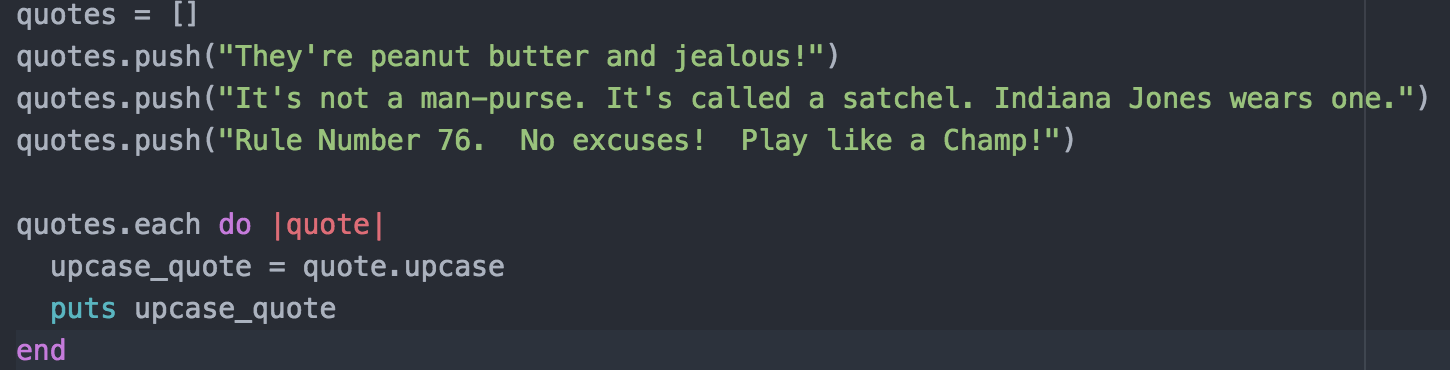 quotes = []
quotes.push("They're peanut butter and jealous!")
quotes.push("It's not a man-purse. It's called a satchel. Indiana Jones wears one.")
quotes.push("Rule Number 76.  No excuses!  Play like a Champ!")

quotes.each do |quote|
  upcase_quote = quote.upcase
  puts upcase_quote
end